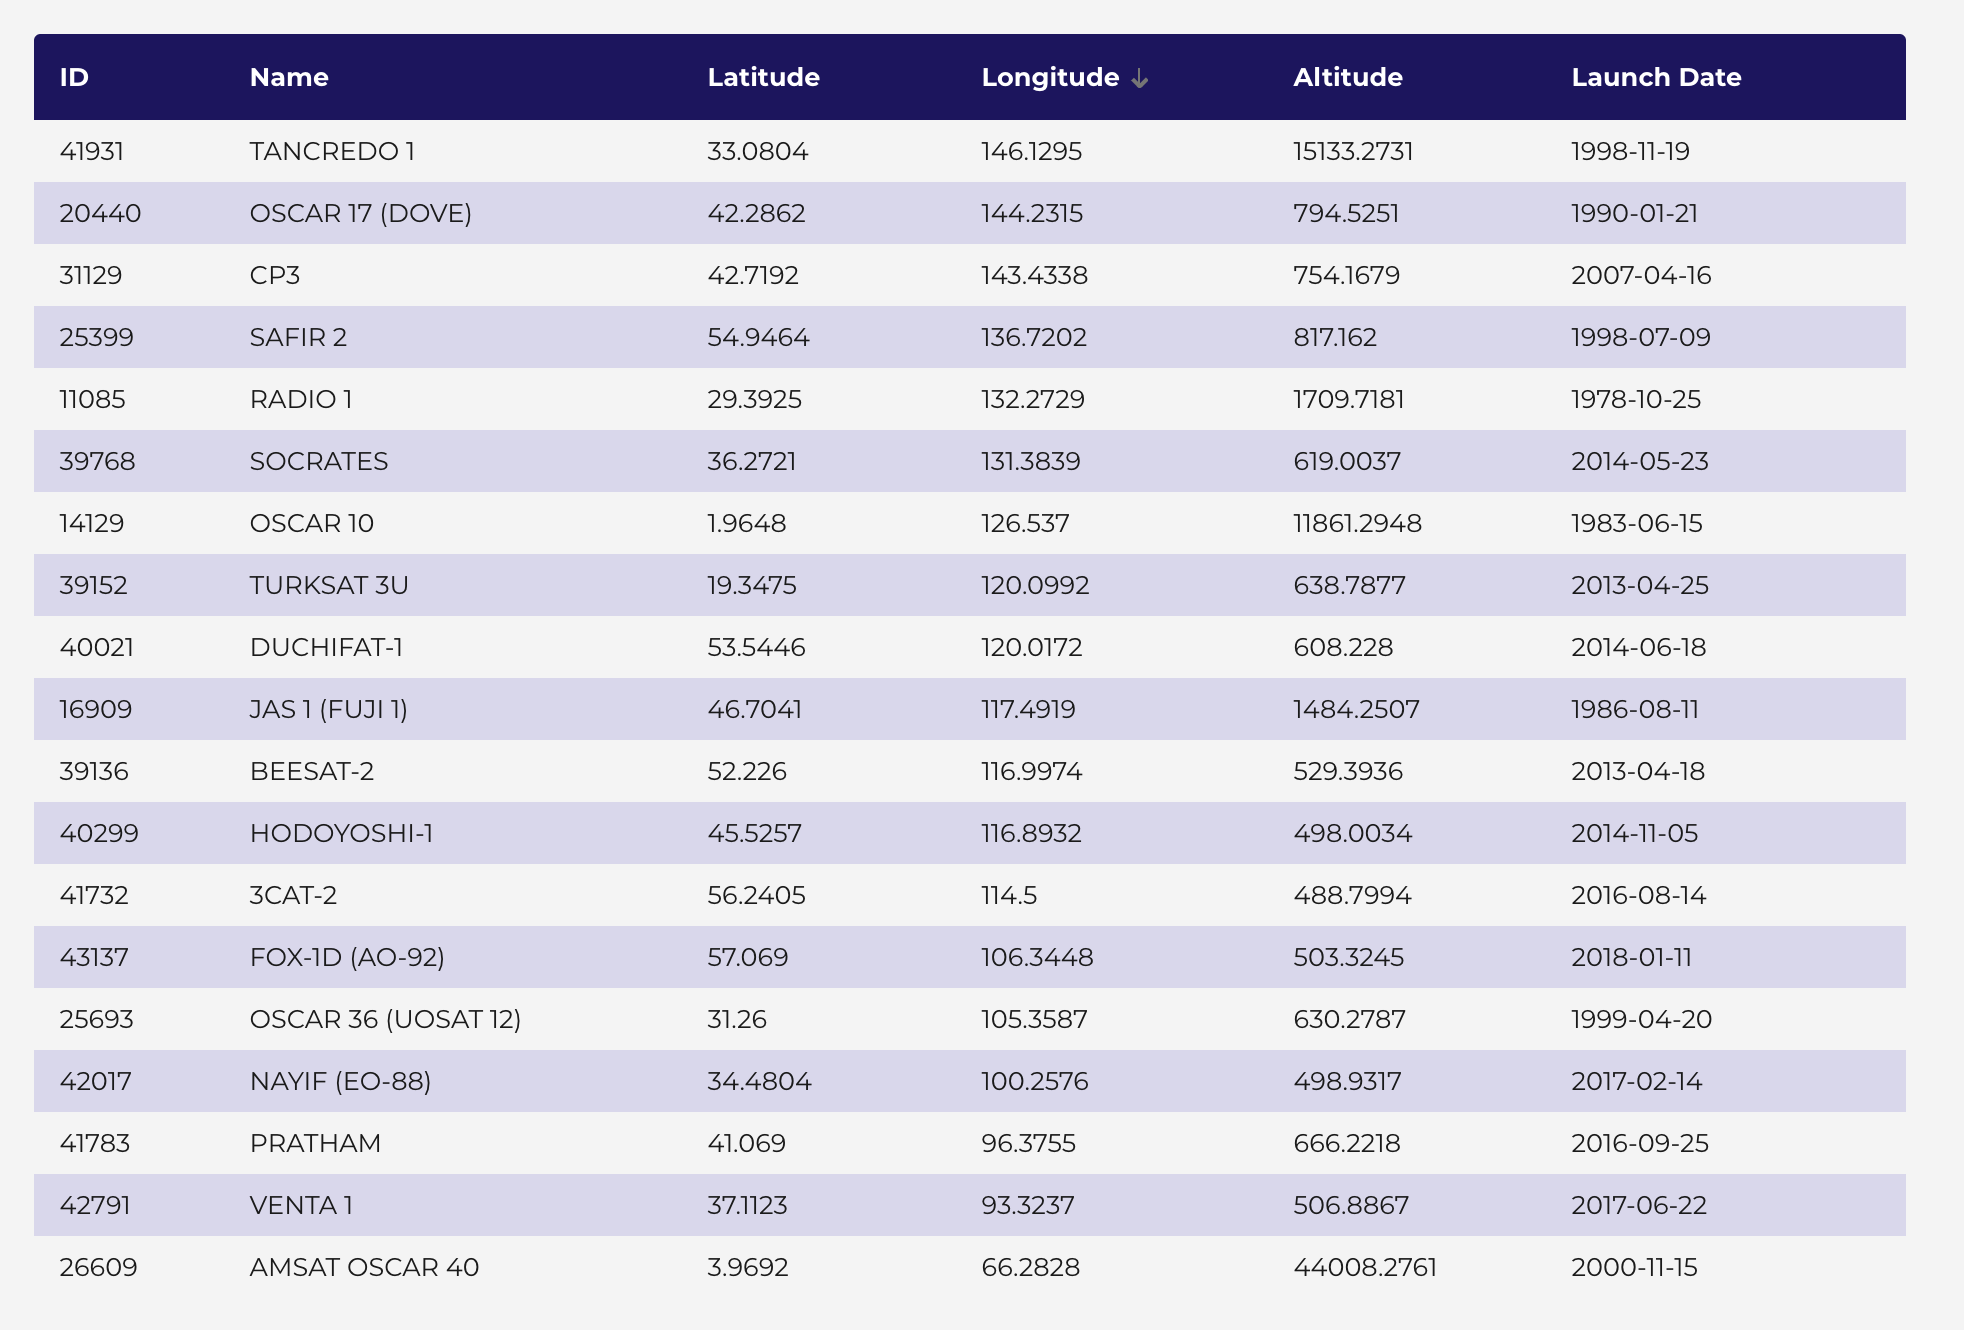 ID Name Latitude Longitude ↓ Altitude Launch Date
41931 TANCREDO 1 33.0804 146.1295 15133.2731 1998-11-19
20440 OSCAR 17 (DOVE) 42.2862 144.2315 794.5251 1990-01-21
31129 CP3 42.7192 143.4338 754.1679 2007-04-16
25399 SAFIR 2 54.9464 136.7202 817.162 1998-07-09
11085 RADIO 1 29.3925 132.2729 1709.7181 1978-10-25
39768 SOCRATES 36.2721 131.3839 619.0037 2014-05-23
14129 OSCAR 10 1.9648 126.537 11861.2948 1983-06-15
39152 TURKSAT 3U 19.3475 120.0992 638.7877 2013-04-25
40021 DUCHIFAT-1 53.5446 120.0172 608.228 2014-06-18
16909 JAS 1 (FUJI 1) 46.7041 117.4919 1484.2507 1986-08-11
39136 BEESAT-2 52.226 116.9974 529.3936 2013-04-18
40299 HODOYOSHI-1 45.5257 116.8932 498.0034 2014-11-05
41732 3CAT-2 56.2405 114.5 488.7994 2016-08-14
43137 FOX-1D (AO-92) 57.069 106.3448 503.3245 2018-01-11
25693 OSCAR 36 (UOSAT 12) 31.26 105.3587 630.2787 1999-04-20
42017 NAYIF (EO-88) 34.4804 100.2576 498.9317 2017-02-14
41783 PRATHAM 41.069 96.3755 666.2218 2016-09-25
42791 VENTA 1 37.1123 93.3237 506.8867 2017-06-22
26609 AMSAT OSCAR 40 3.9692 66.2828 44008.2761 2000-11-15